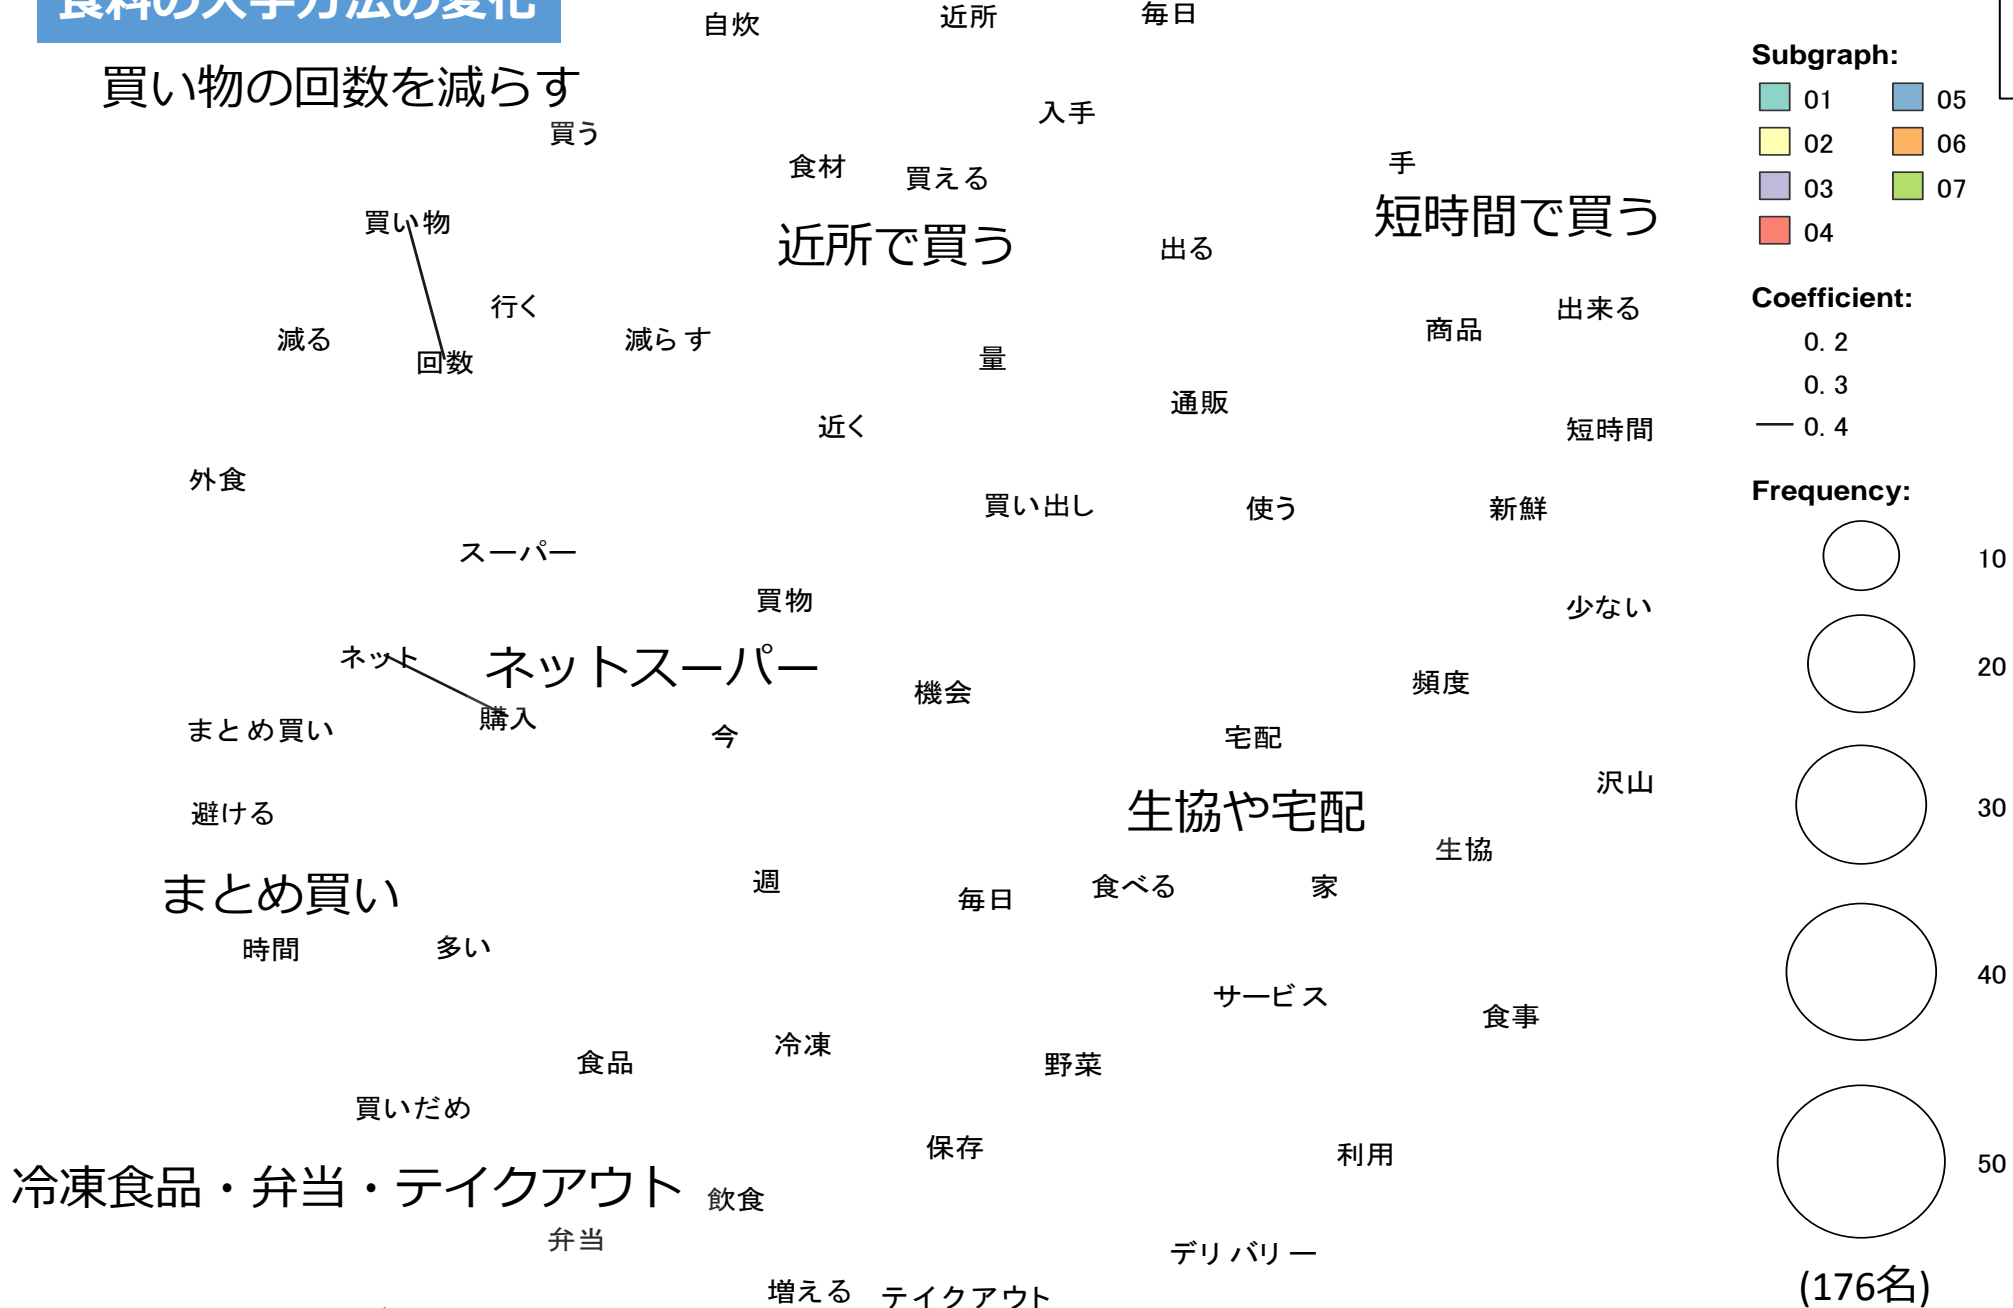 食料の入手方法の変化
自炊
近所
毎日
買い物の回数を減らす
買う
入手
食材
買える
手
短時間で買う
買い物
近所で買う
出る
行く
減る
回数
減らす
量
商品
出来る
通販
近く
短時間
外食
買い出し
使う
新鮮
スーパー
買物
少ない
ネット
ネットスーパー
機会
頻度
まとめ買い
購入
今
宅配
沢山
避ける
生協や宅配
生協
まとめ買い
週
毎日
食べる
家
時間
多い
サービス
食事
冷凍
食品
野菜
買いだめ
保存
利用
冷凍食品・弁当・テイクアウト
飲食
弁当
デリバリー
増える
テイクアウト
Subgraph:
01 05
02 06
03 07
04
Coefficient:
0.2
0.3
0.4
Frequency:
10
20
30
40
50
(176名)